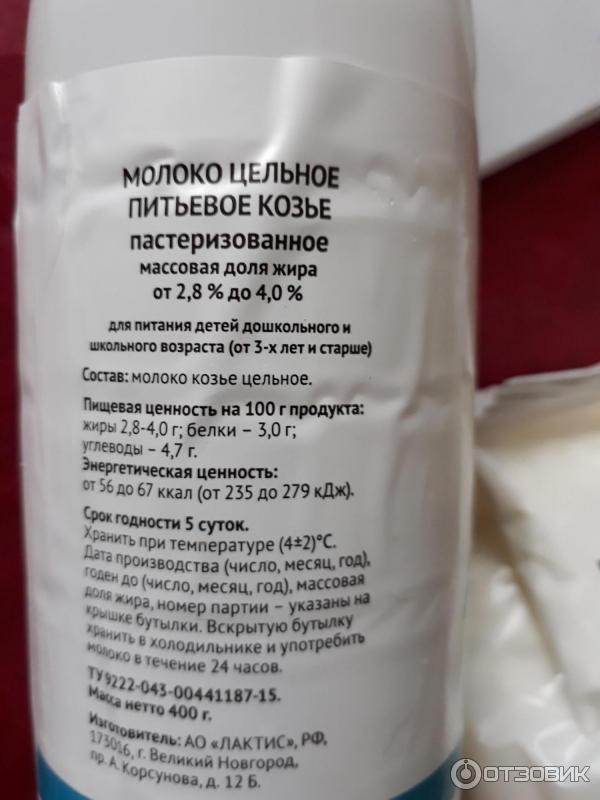 МОЛОКО ЦЕЛЬНОЕ
ПИТЬЕВОЕ КОЗЬЕ
пастеризованное
массовая доля жира
от 2,8 % до 4,0 %
для питания детей дошкольного и
школьного возраста (от 3-х лет и старше)
Состав: молоко козье цельное.
Пищевая ценность на 100 г продукта:
жиры 2,8-4,0 г; белки – 3,0 г;
углеводы – 4,7 г.
Энергетическая ценность:
от 56 до 67 ккал (от 235 до 279 кДж).
Срок годности 5 суток.
Хранить при температуре (4±2)°С.
Дата производства (число, месяц, год),
годен до (число, месяц, год), массовая
доля жира, номер партии – указаны на
крышке бутылки. Вскрытую бутылку
хранить в холодильнике и употребить
молоко в течение 24 часов.
ТУ 9222-043-00441187-15.
Масса нетто 400 г.
Изготовитель: АО «ЛАКТИС», РФ,
173016, г. Великий Новгород,
пр. А. Корсунова, д. 12 Б.
ОТЗОВИК